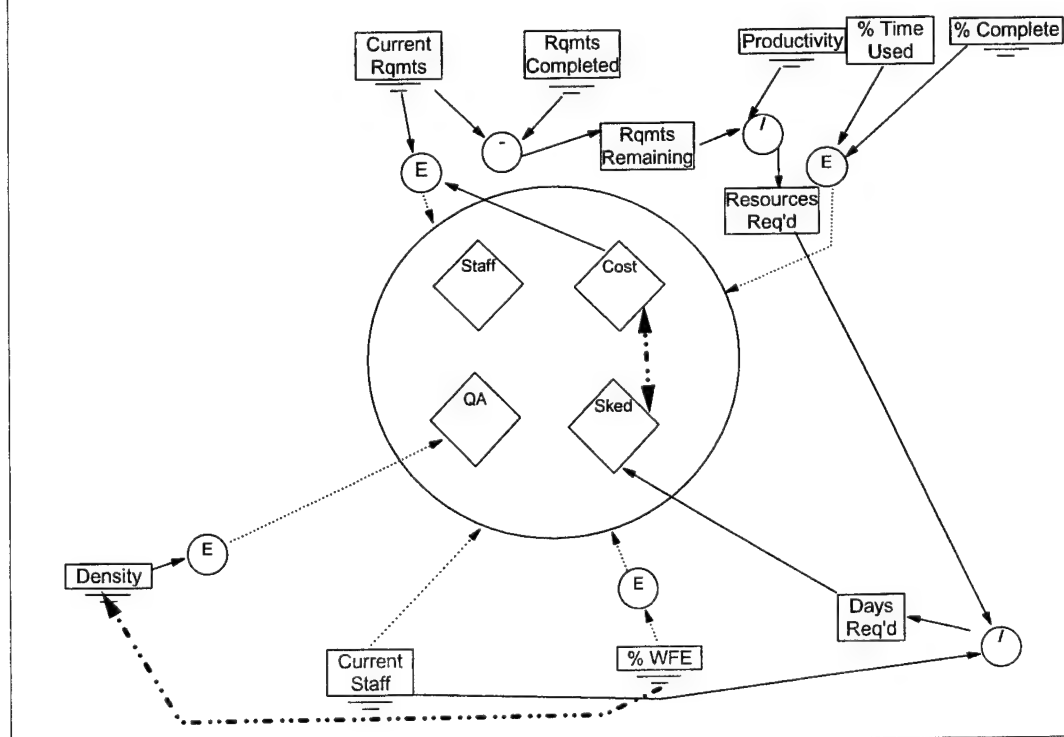 Current
Rqmts
Rqmts
Completed
Productivity
% Time
Used
% Complete
-
/
Rqmts
Remaining
E
E
Resources
Req'd
Staff
Cost
QA
Sked
E
Density
E
Days
Req'd
/
Current
Staff
% WFE